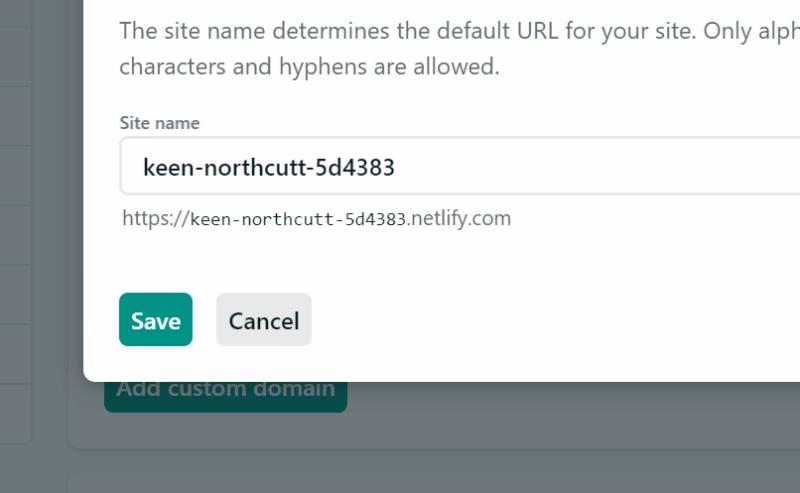 The site name determines the default URL for your site. Only alph
characters and hyphens are allowed.
Site name
keen-northcutt-5d4383
https://keen-northcutt-5d4383.netlify.com
Save Cancel
Add custom domain